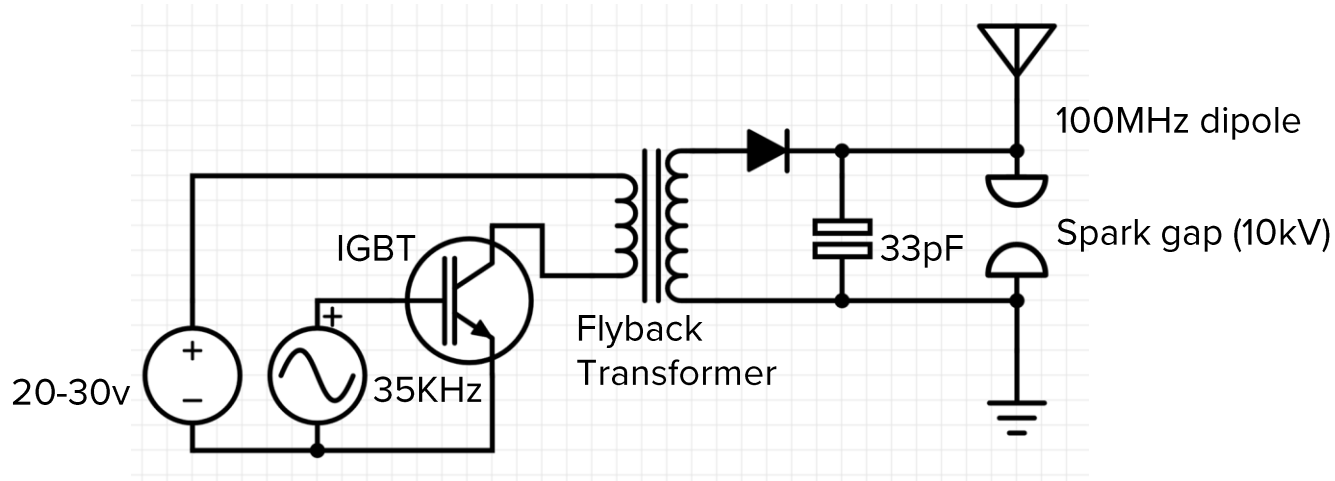 100MHz dipole
IGBT
33pF
Spark gap (10kV)
+
+
−
20-30v
35KHz
Flyback
Transformer